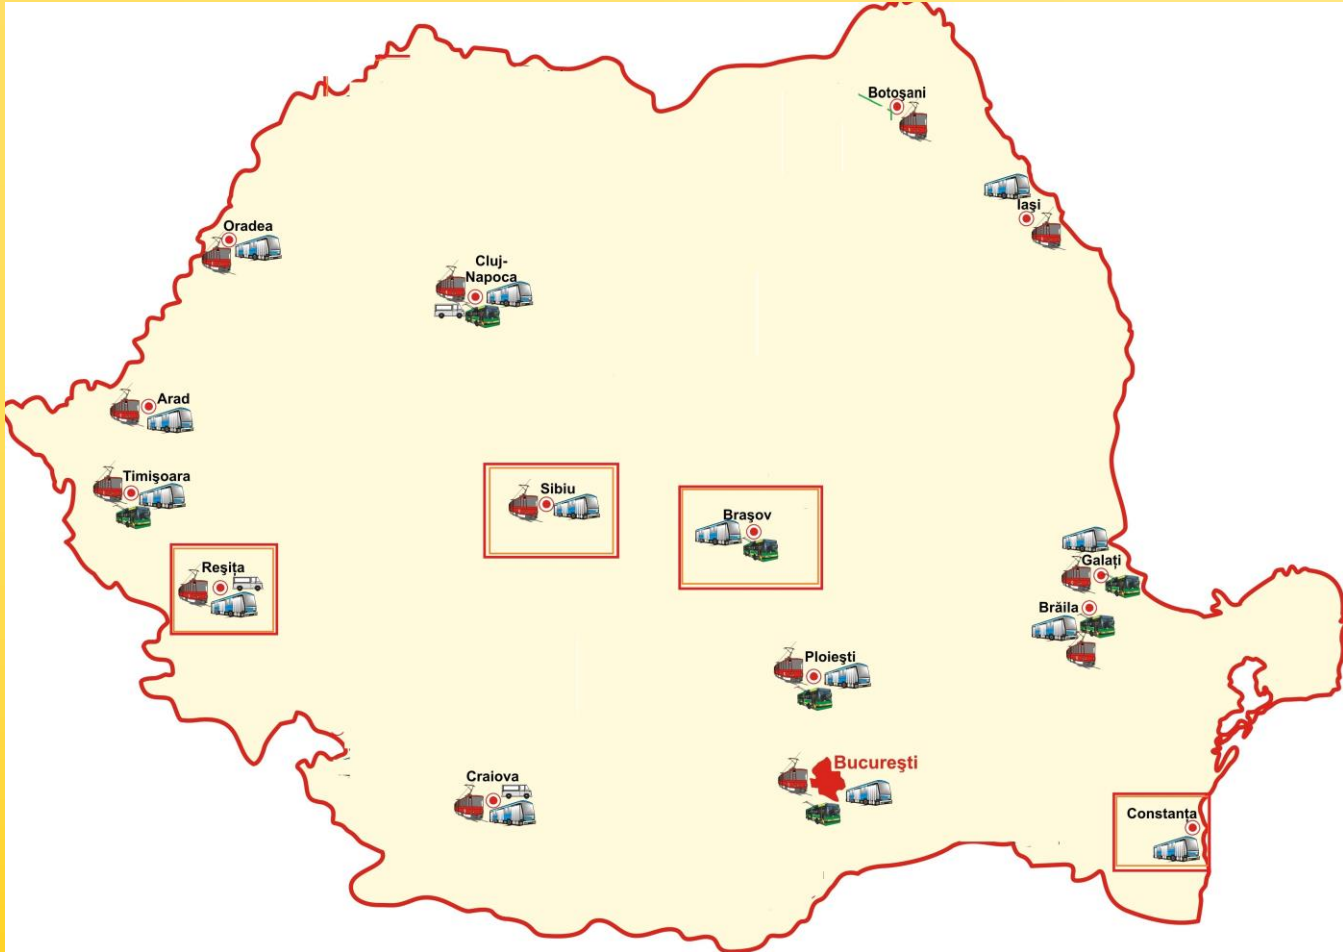 Botoşani
Iaşi
Oradea
Cluj-
Napoca
Arad
Timişoara
Sibiu
Braşov
Reşiţa
Galaţi
Brăila
Ploieşti
Bucureşti
Craiova
Constanţa